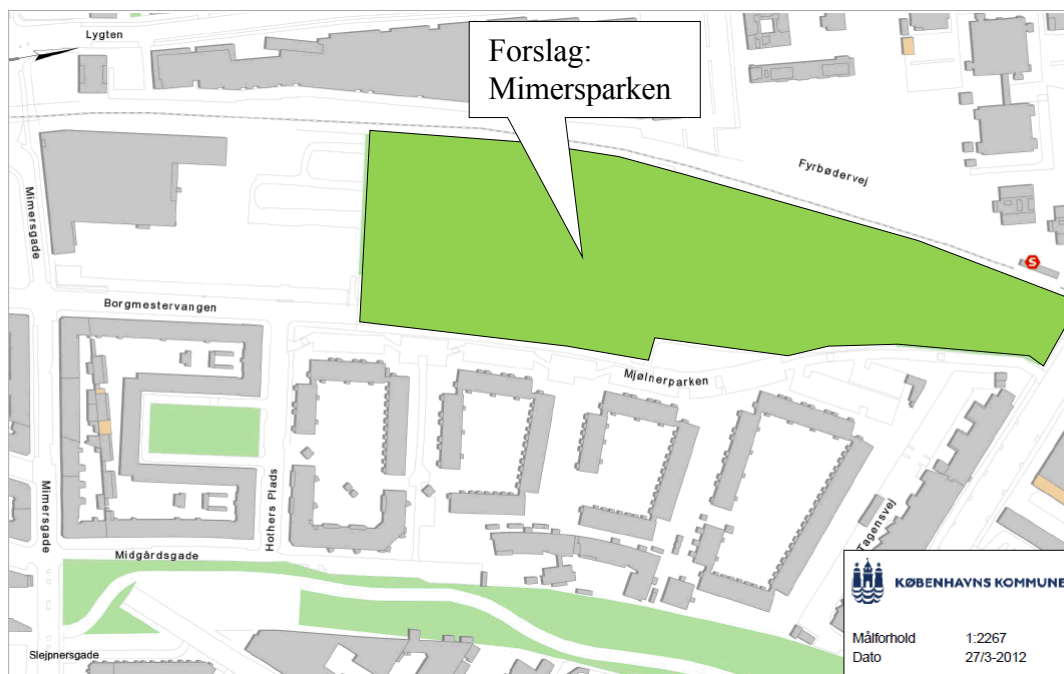 Lygten
Forslag:
Mimersparken
Fyrbødervej
Mimersgade
S
Borgmestervangen
Mjølnerparken
Hothers Plads
Mimersgade
Tagensvej
Midgårdsgade
KØBENHAVNS KOMMUNE
Målforhold 1:2267
Dato 27/3-2012
Slejpnersgade